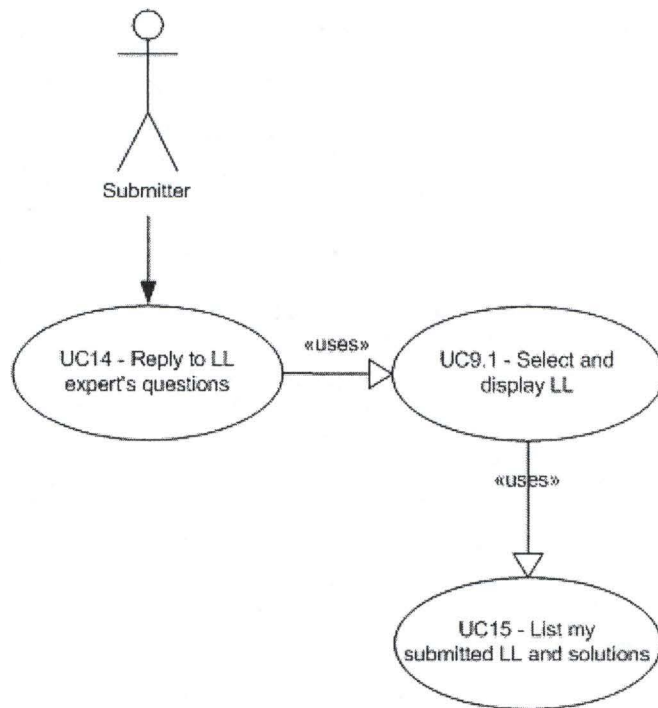 Submitter
UC14 - Reply to LL
expert's questions
«uses»
UC9.1 - Select and
display LL
«uses»
UC15 - List my
submitted LL and solutions